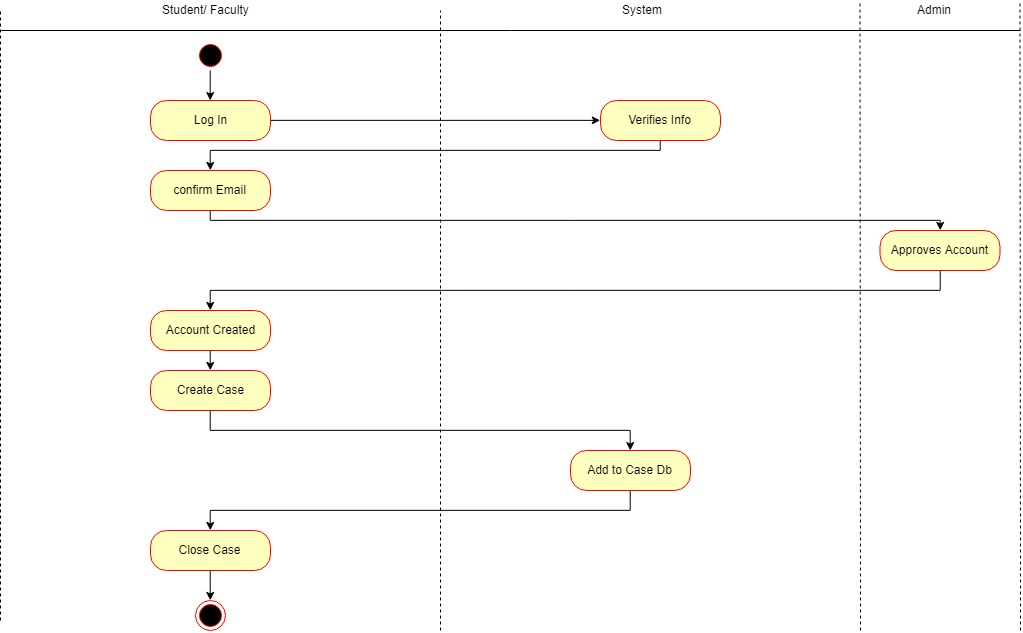 Student/ Faculty
System
Admin
Log In
Verifies Info
confirm Email
Approves Account
Account Created
Create Case
Add to Case Db
Close Case